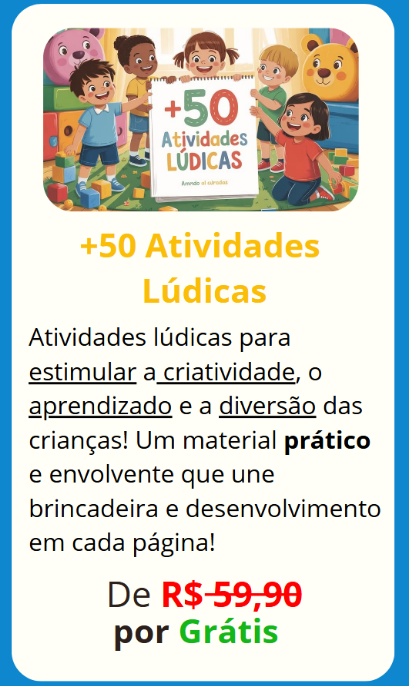 +50
Atividades
LÚDICAS
+50 Atividades
Lúdicas
Atividades lúdicas para
estimular a criatividade, o
aprendizado e a diversão das
crianças! Um material prático
e envolvente que une
brincadeira e desenvolvimento
em cada página!
De R$ 59,90
por Grátis